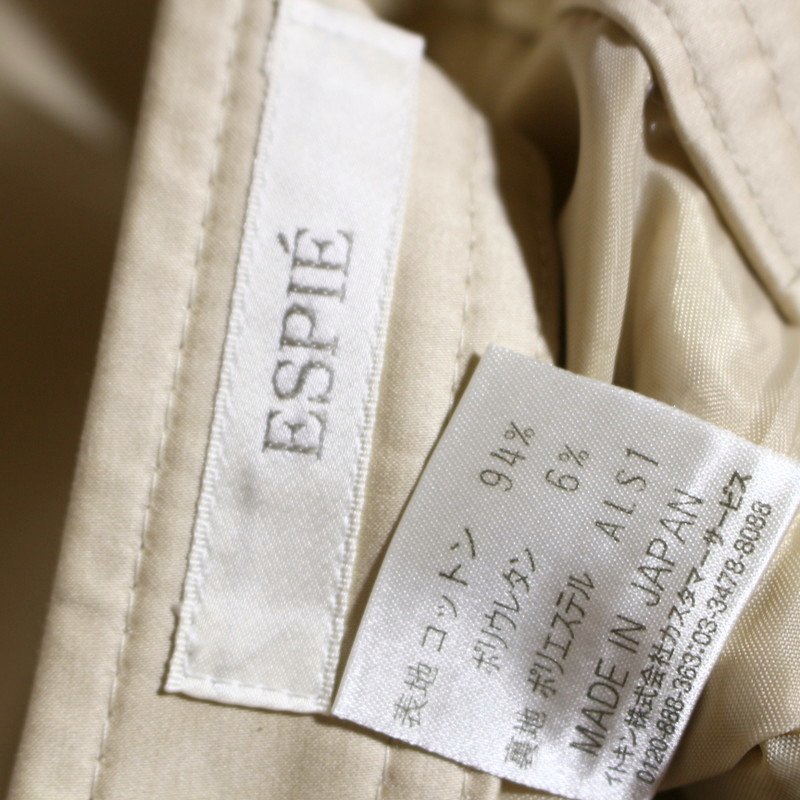 ESPIÉ
表地 コットン 94%
ポリウレタン 6%
裏地 ポリエステル ALS1
MADE IN JAPAN
イトキン株式会社カスタマーサービス
0120-888-363・03-3478-8088